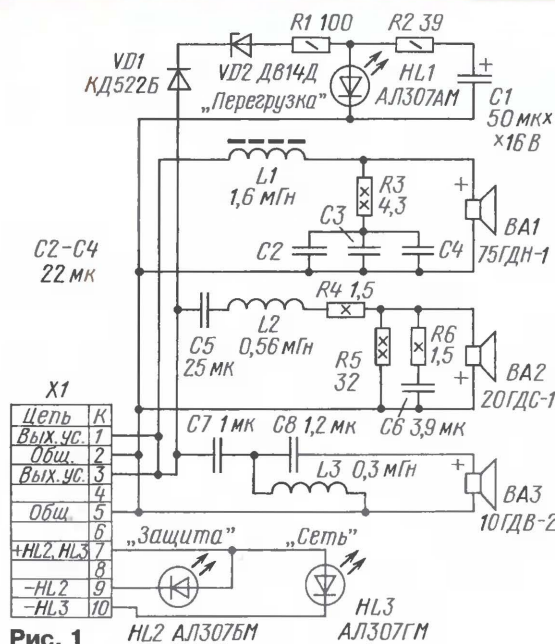 R1 100
R2 39
VD1
КД522Б
VD2 Д814Д
„Перегрузка"
HL1
АЛ307АМ
+
C1
50 мк×
×16 В
L1
1,6 мГн
R3
4,3
C3
C2
C4
+
BA1
75ГДН-1
C2-C4
22 мк
R4 1,5
C5
25 мк
L2
0,56 мГн
R5
32
R6
1,5
C6 3,9 мк
+
BA2
20ГДС-1
X1
Цепь К
Вых. ус. 1
Общ. 2
Вых. ус. 3
4
Общ. 5
6
+HL2, HL3 7
8
-HL2 9
-HL3 10
C7 1 мк
C8 1,2 мк
L3 0,3 мГн
+
BA3
10ГДВ-2
„Защита"
„Сеть"
HL2 АЛ307БМ
HL3
АЛ307ГМ
Рис. 1